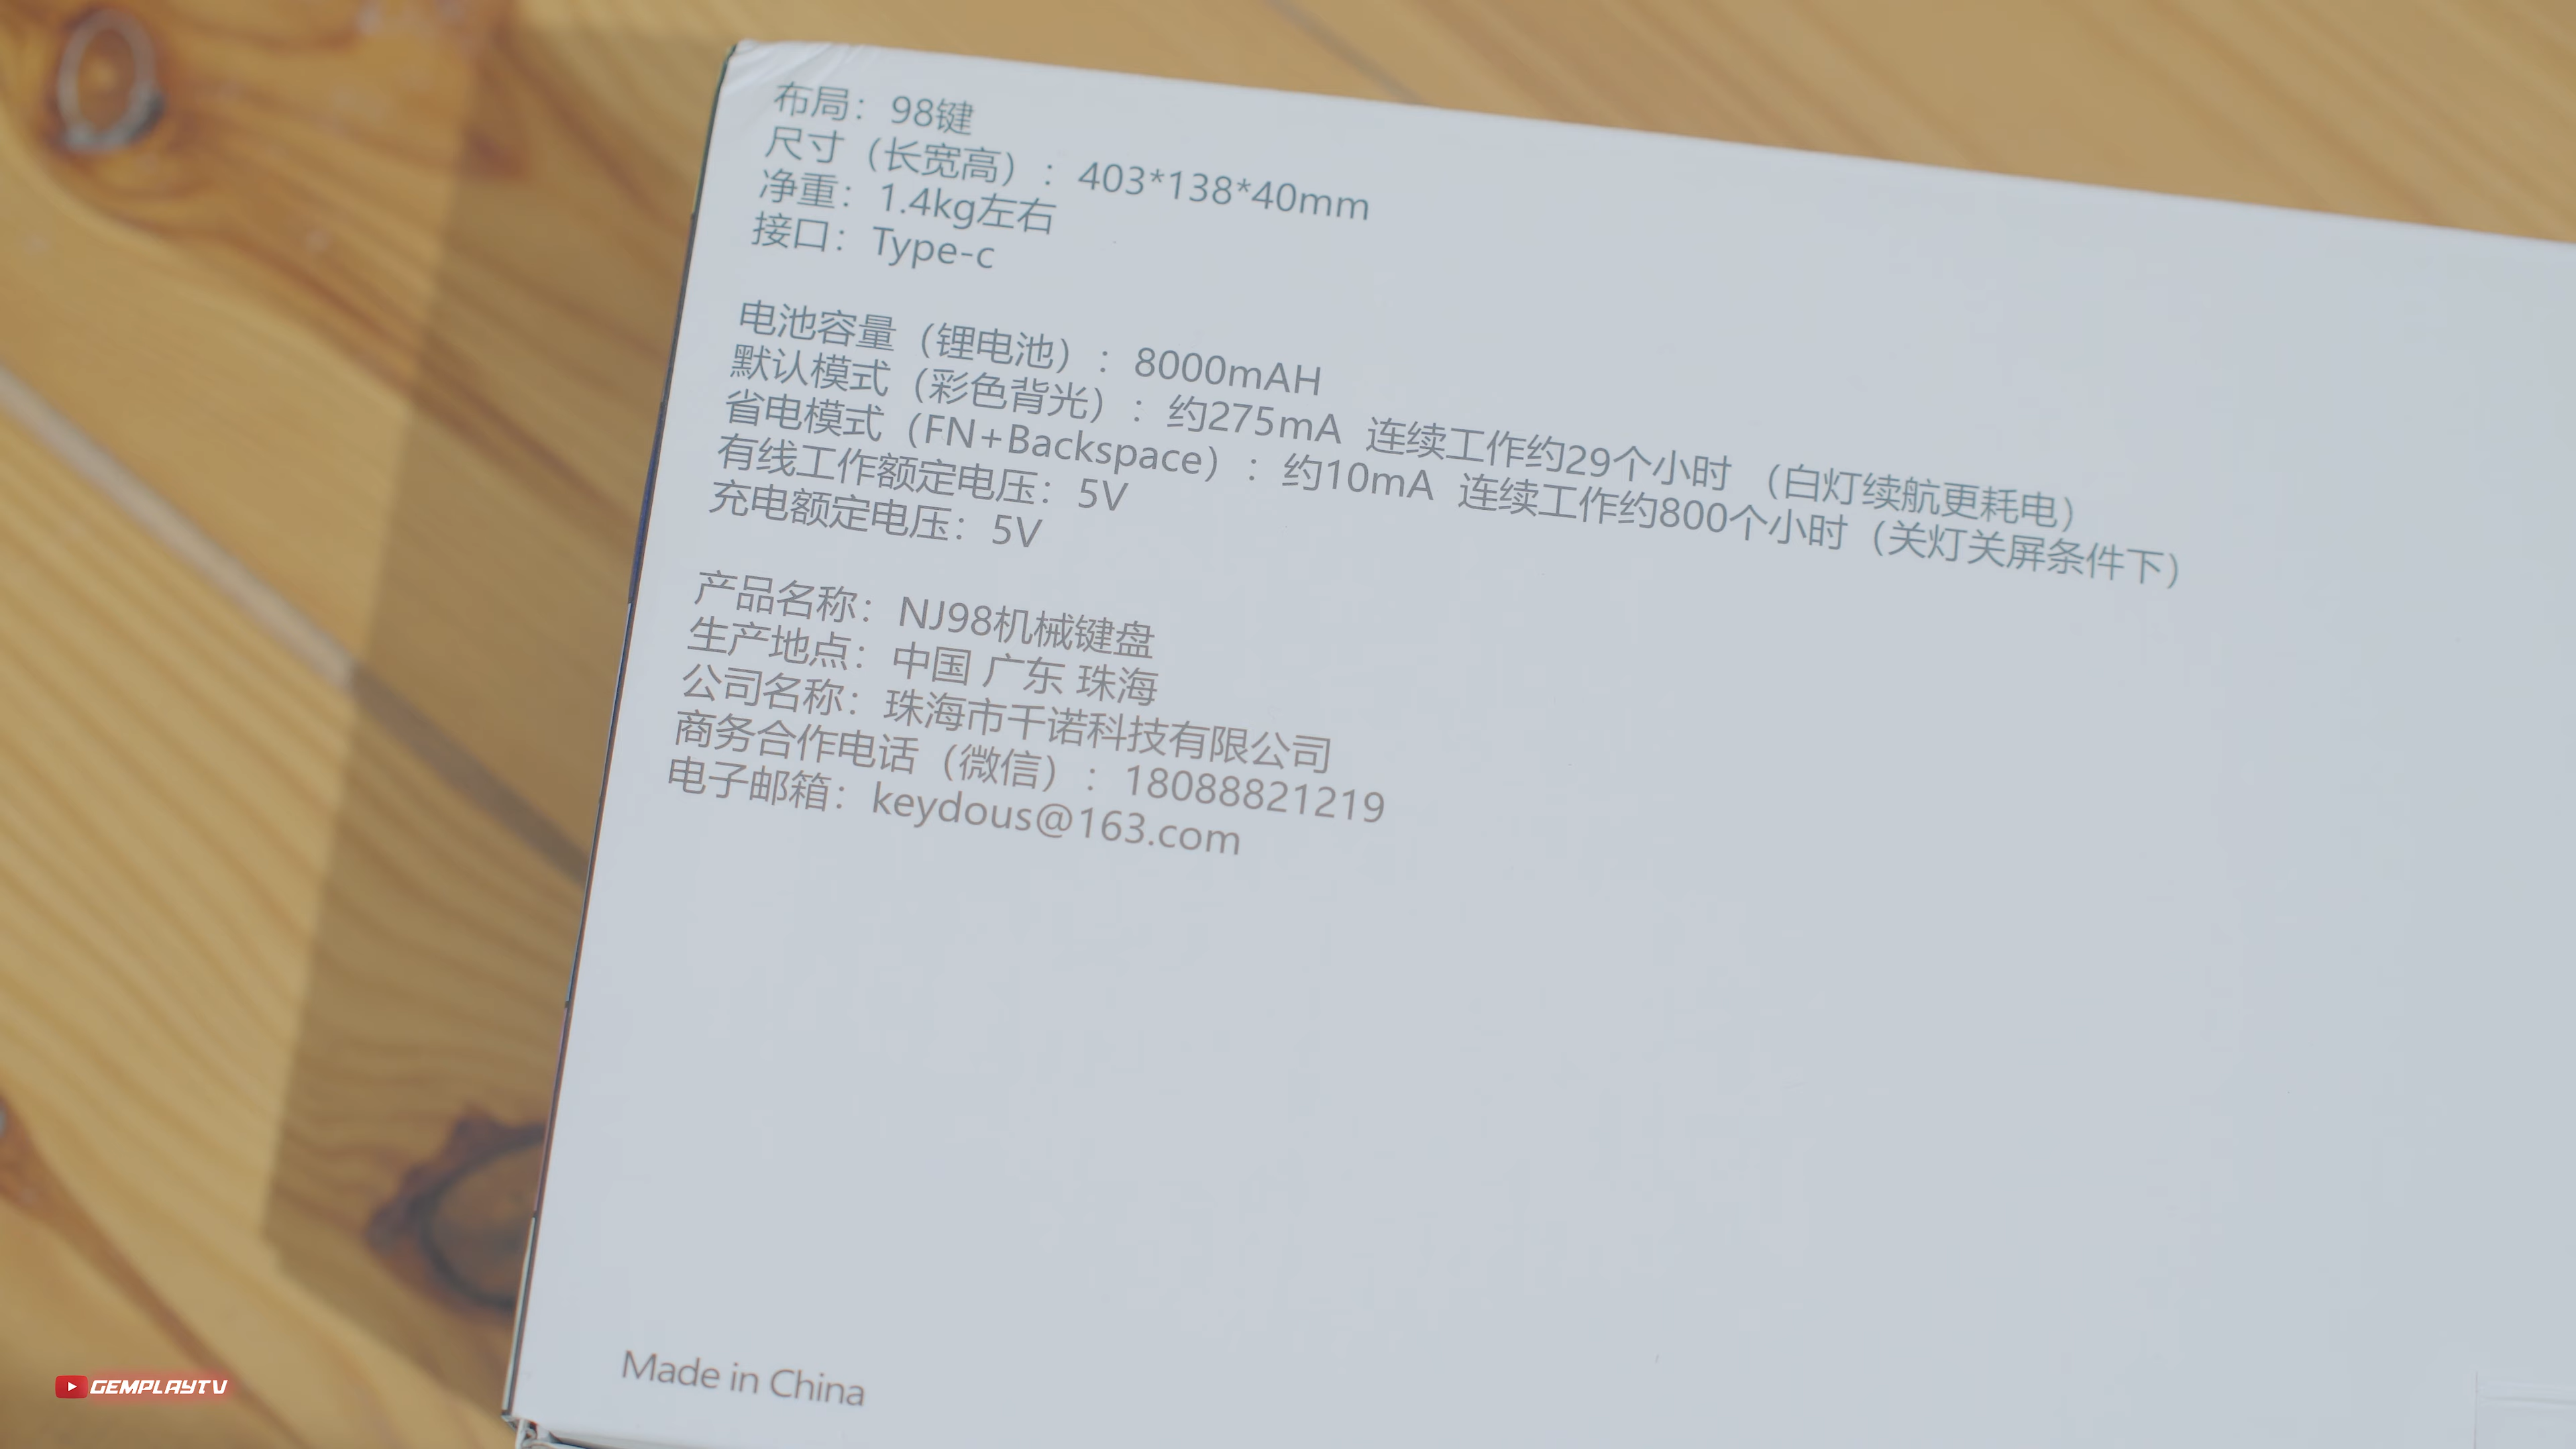 布局：98键
尺寸（长宽高）：403*138*40mm
净重：1.4kg左右
接口：Type-c
电池容量（锂电池）：8000mAH
默认模式（彩色背光）：约275mA 连续工作约29个小时 （白灯续航更耗电）
省电模式（FN+Backspace）：约10mA 连续工作约800个小时（关灯关屏条件下）
有线工作额定电压：5V
充电额定电压：5V
产品名称：NJ98机械键盘
生产地点：中国 广东 珠海
公司名称：珠海市千诺科技有限公司
商务合作电话（微信）：18088821219
电子邮箱：keydous@163.com
Made in China
GEMPLAYTV